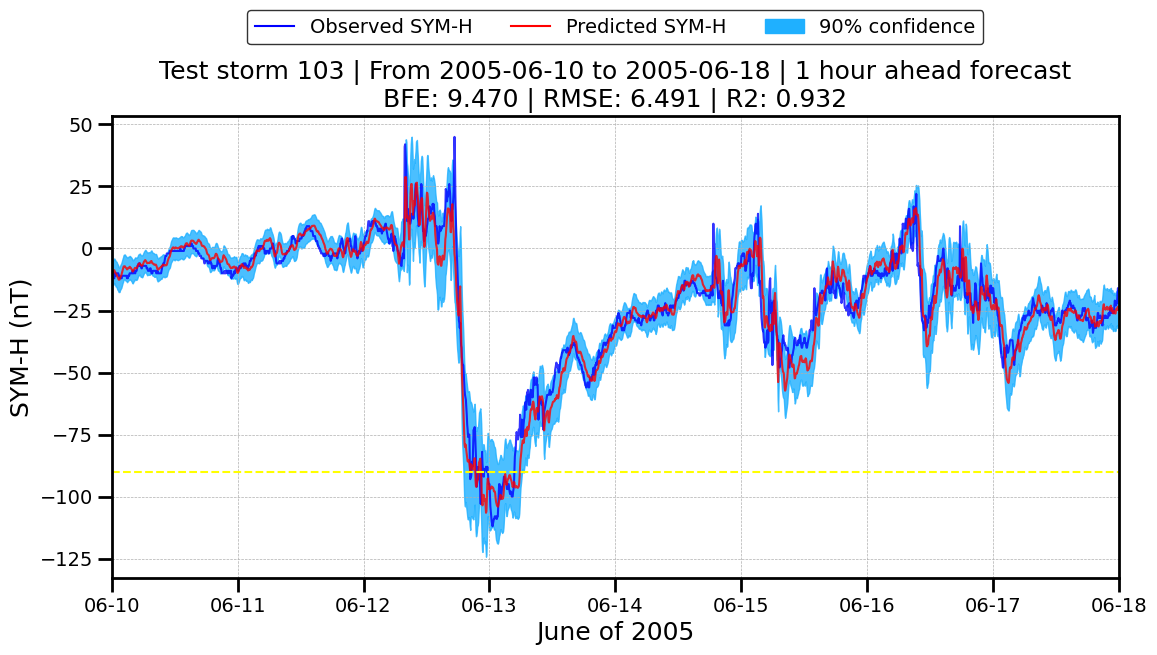 Observed SYM-H Predicted SYM-H 90% confidence
Test storm 103 | From 2005-06-10 to 2005-06-18 | 1 hour ahead forecast
BFE: 9.470 | RMSE: 6.491 | R2: 0.932
SYM-H (nT)
50
25
0
−25
−50
−75
−100
−125
06-10 06-11 06-12 06-13 06-14 06-15 06-16 06-17 06-18
June of 2005